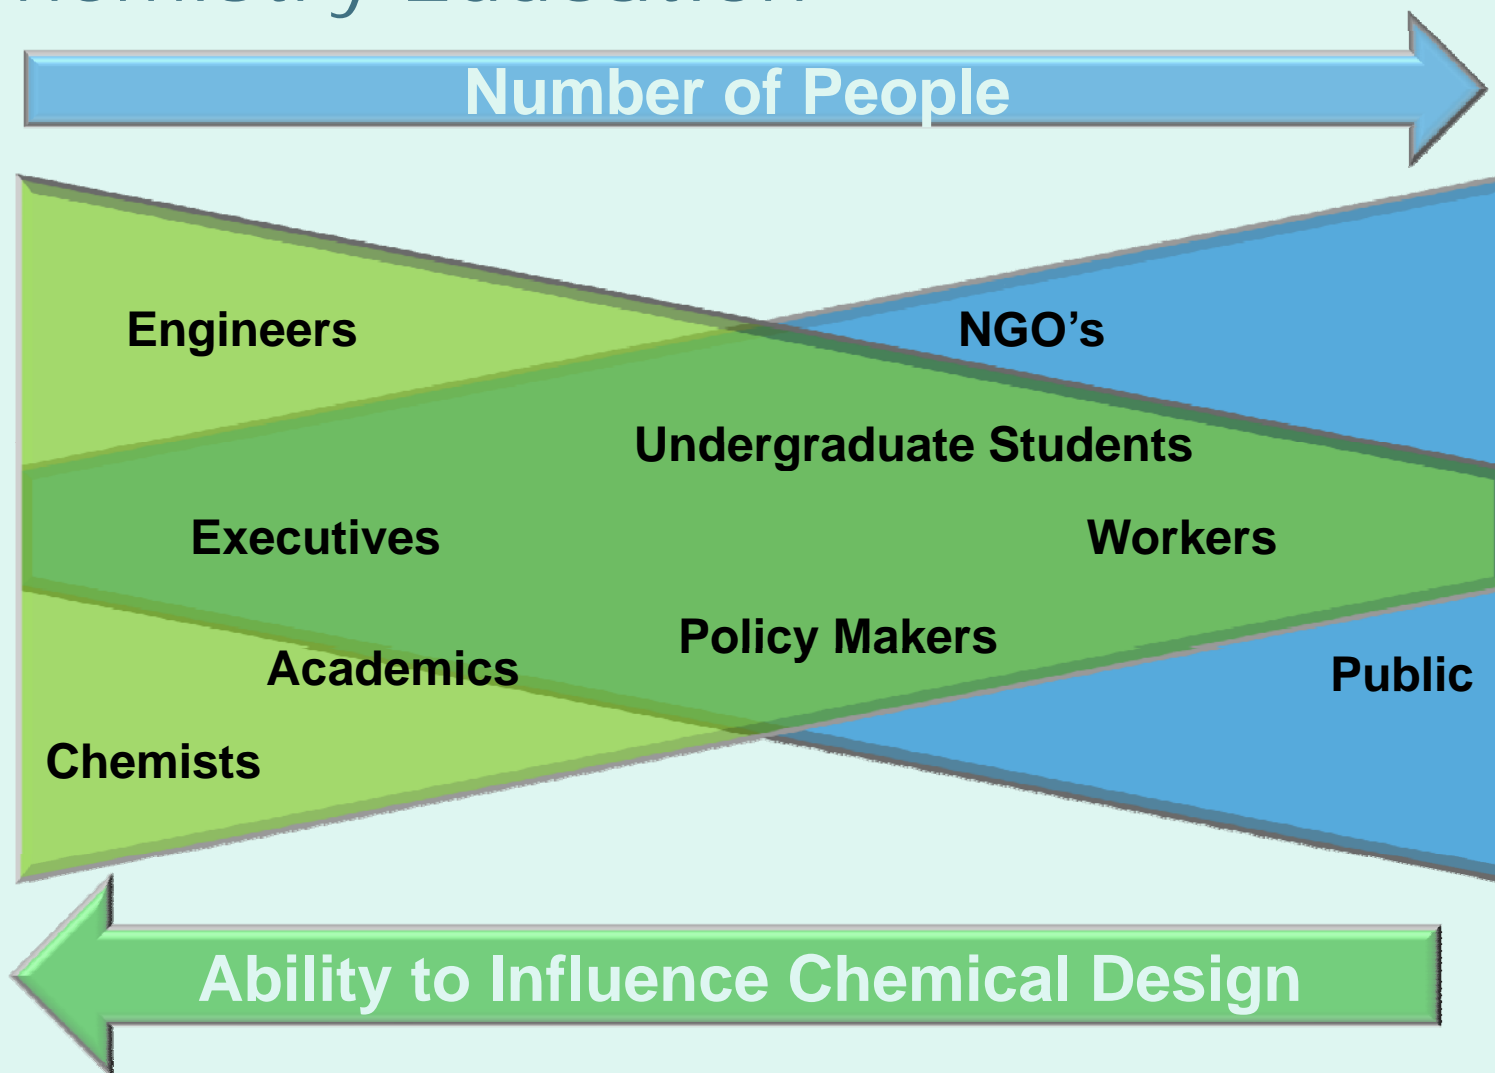 Education
Number of People
Engineers
NGO’s
Undergraduate Students
Executives
Workers
Policy Makers
Academics
Public
Chemists
Ability to Influence Chemical Design